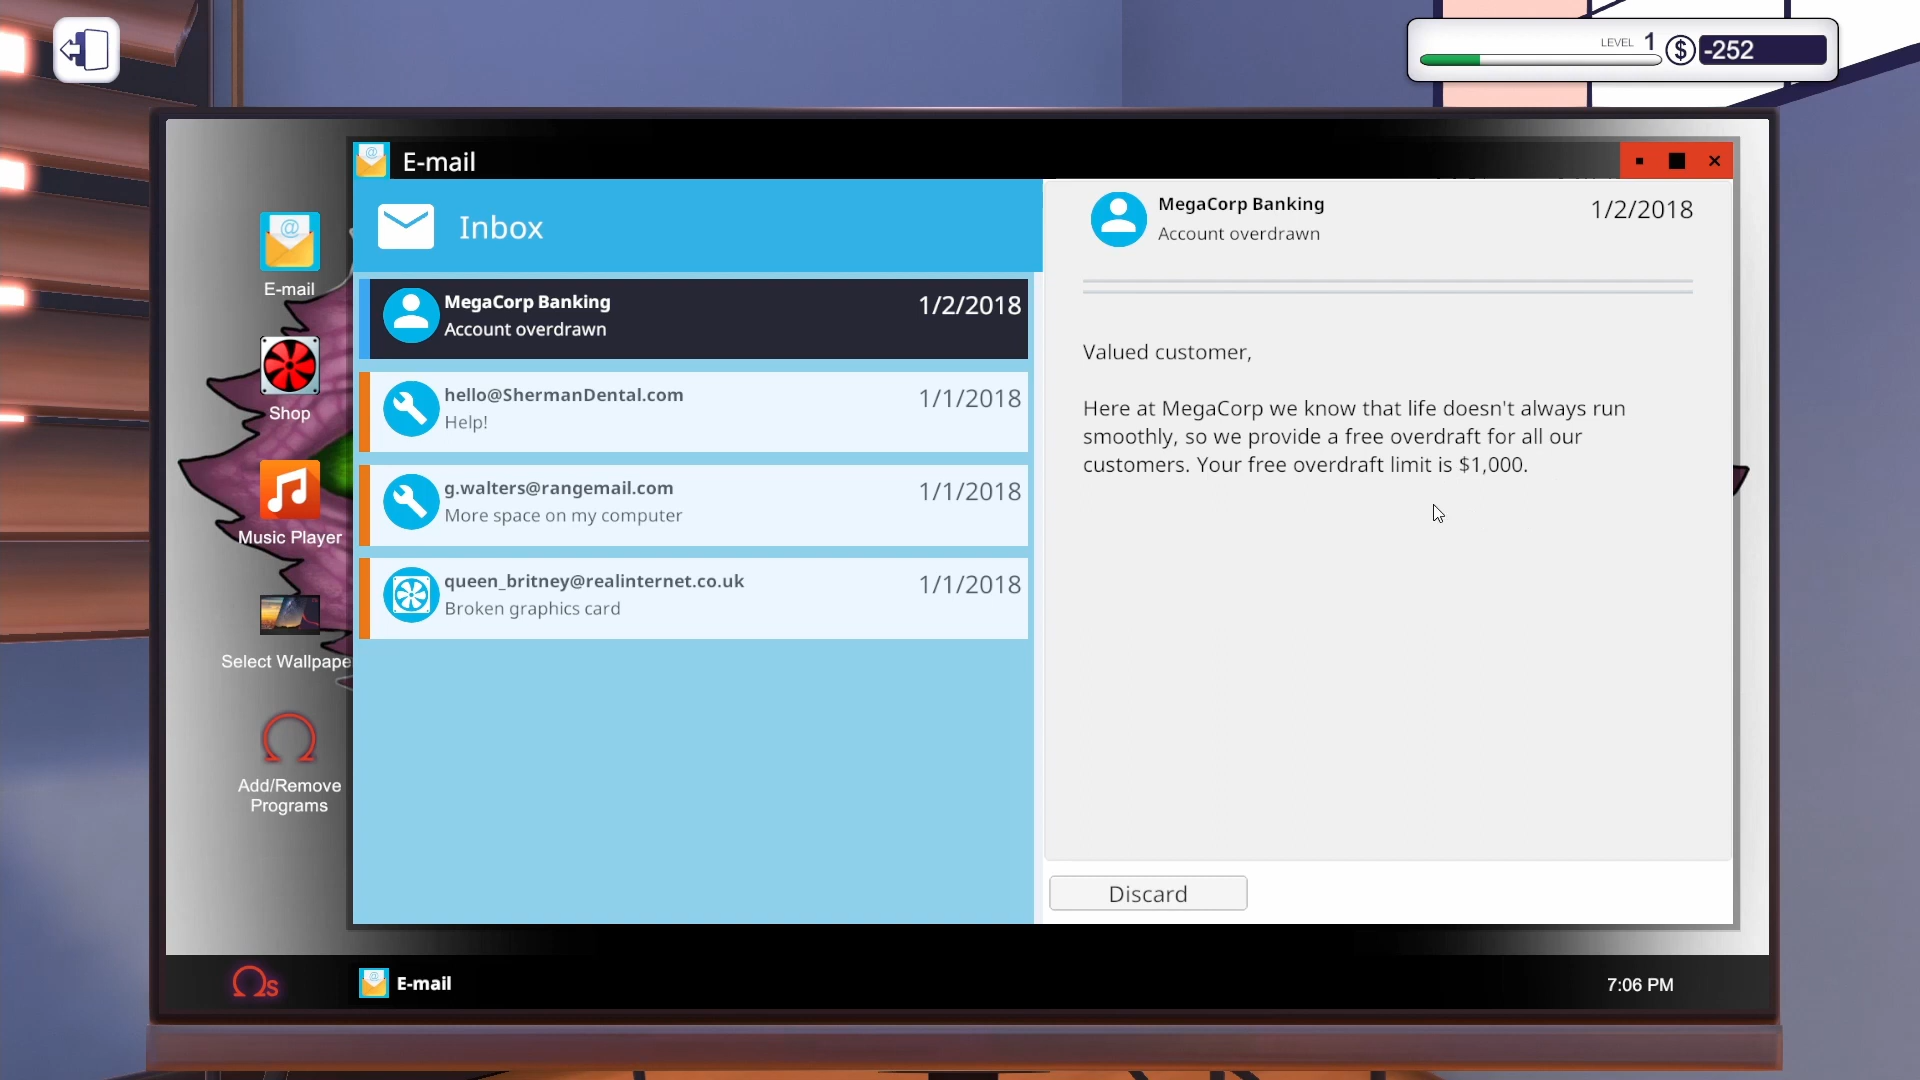 LEVEL 1
$ -252
E-mail
Inbox
MegaCorp Banking
Account overdrawn
1/2/2018
hello@ShermanDental.com
Help!
1/1/2018
g.walters@rangemail.com
More space on my computer
1/1/2018
queen_britney@realinternet.co.uk
Broken graphics card
1/1/2018
MegaCorp Banking
Account overdrawn
1/2/2018
Valued customer,
Here at MegaCorp we know that life doesn't always run
smoothly, so we provide a free overdraft for all our
customers. Your free overdraft limit is $1,000.
Discard
E-mail
Shop
Music Player
Select Wallpape
Add/Remove
Programs
Ωs
E-mail
7:06 PM